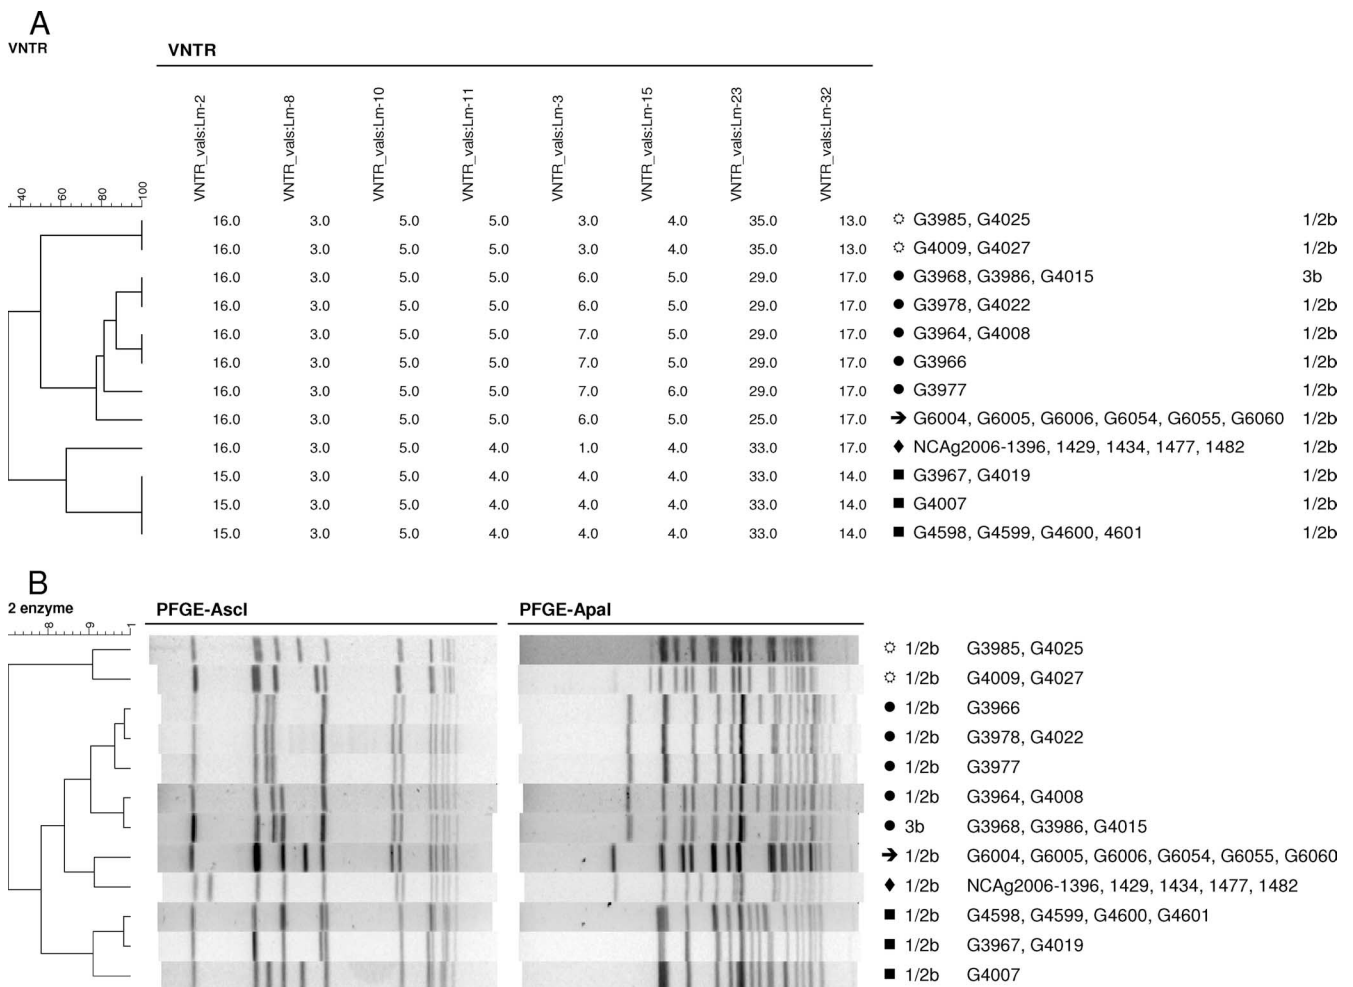 A
VNTR VNTR
VNTR_vals:Lm-2 VNTR_vals:Lm-8 VNTR_vals:Lm-10 VNTR_vals:Lm-11 VNTR_vals:Lm-3 VNTR_vals:Lm-15 VNTR_vals:Lm-23 VNTR_vals:Lm-32
40 60 80 100
16.0 3.0 5.0 5.0 3.0 4.0 35.0 13.0 G3985, G4025 1/2b
16.0 3.0 5.0 5.0 3.0 4.0 35.0 13.0 G4009, G4027 1/2b
16.0 3.0 5.0 5.0 6.0 5.0 29.0 17.0 G3968, G3986, G4015 3b
16.0 3.0 5.0 5.0 6.0 5.0 29.0 17.0 G3978, G4022 1/2b
16.0 3.0 5.0 5.0 7.0 5.0 29.0 17.0 G3964, G4008 1/2b
16.0 3.0 5.0 5.0 7.0 5.0 29.0 17.0 G3966 1/2b
16.0 3.0 5.0 5.0 7.0 6.0 29.0 17.0 G3977 1/2b
16.0 3.0 5.0 5.0 6.0 5.0 25.0 17.0 G6004, G6005, G6006, G6054, G6055, G6060 1/2b
16.0 3.0 5.0 4.0 1.0 4.0 33.0 17.0 NCAg2006-1396, 1429, 1434, 1477, 1482 1/2b
15.0 3.0 5.0 4.0 4.0 4.0 33.0 14.0 G3967, G4019 1/2b
15.0 3.0 5.0 4.0 4.0 4.0 33.0 14.0 G4007 1/2b
15.0 3.0 5.0 4.0 4.0 4.0 33.0 14.0 G4598, G4599, G4600, 4601 1/2b
B
2 enzyme PFGE-AscI PFGE-ApaI
8 9 1
1/2b G3985, G4025
1/2b G4009, G4027
1/2b G3966
1/2b G3978, G4022
1/2b G3977
1/2b G3964, G4008
3b G3968, G3986, G4015
1/2b G6004, G6005, G6006, G6054, G6055, G6060
1/2b NCAg2006-1396, 1429, 1434, 1477, 1482
1/2b G4598, G4599, G4600, G4601
1/2b G3967, G4019
1/2b G4007